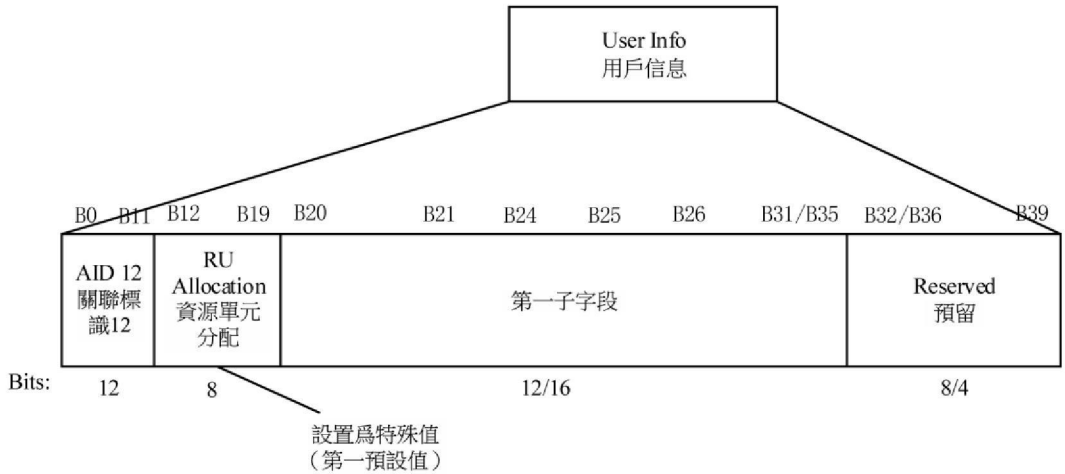 User Info
用戶信息
B0 B11 B12 B19 B20 B21 B24 B25 B26 B31/B35 B32/B36 B39
AID 12
關聯標
識12
RU
Allocation
資源單元
分配
第一子字段
Reserved
預留
Bits: 12 8 12/16 8/4
設置爲特殊值
（第一預設值）